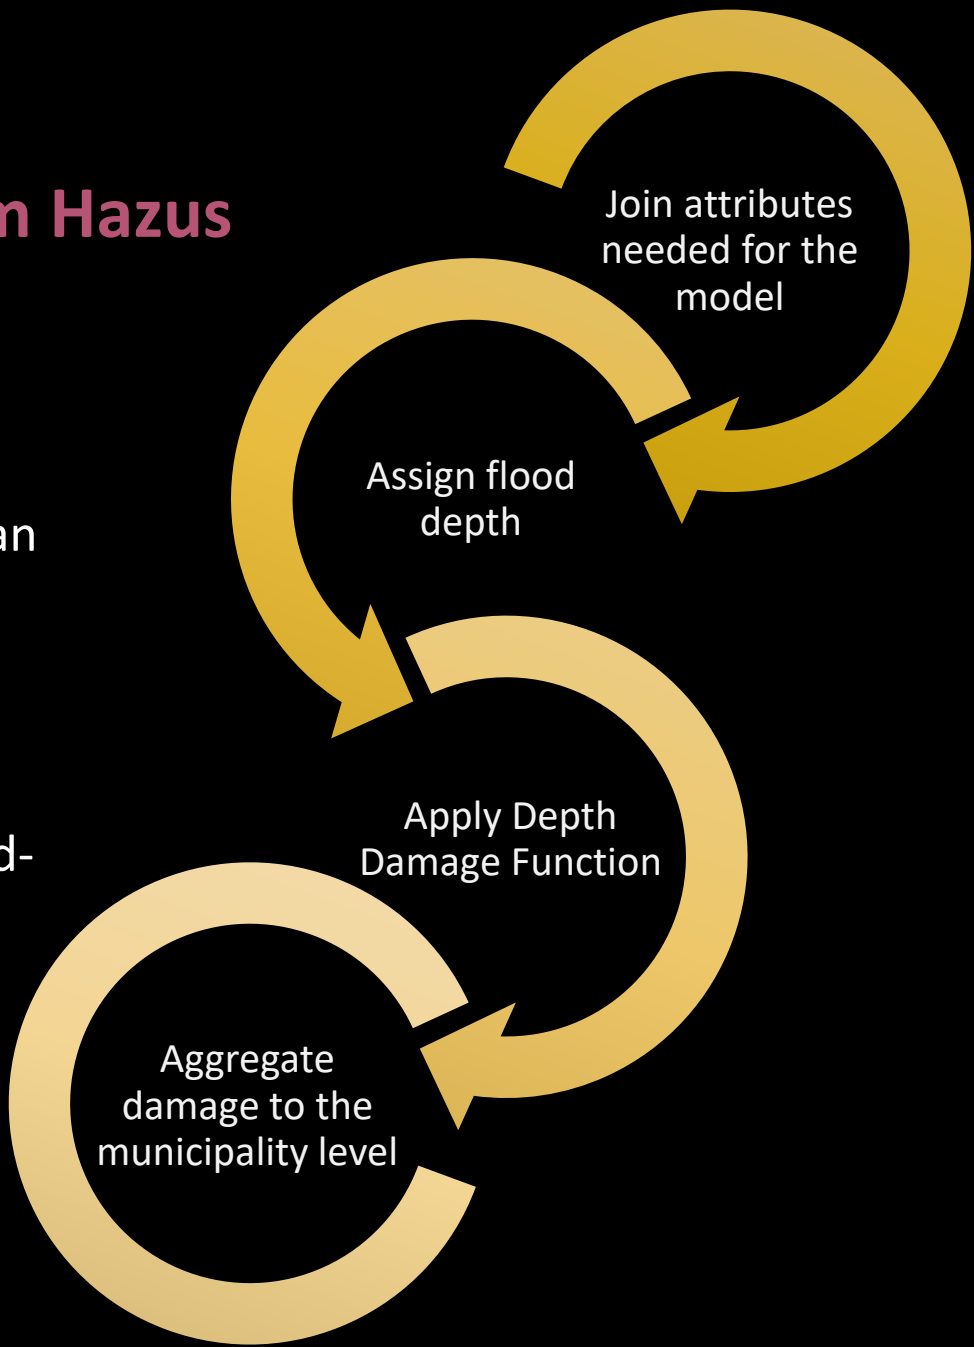 m Hazus
Join attributes
needed for the
model
Assign flood
depth
an
Apply Depth
Damage Function
d-
Aggregate
damage to the
municipality level